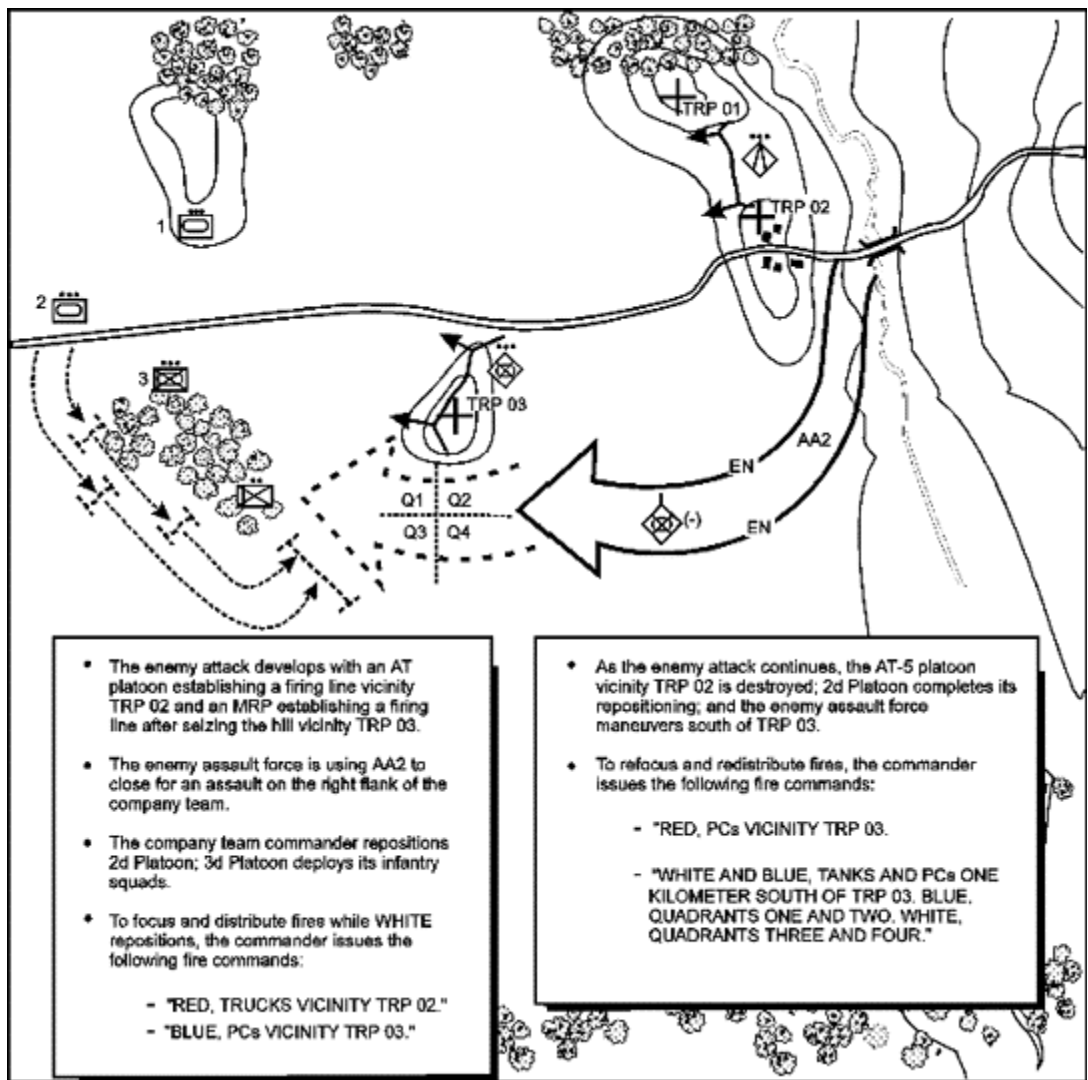 TRP 01
TRP 02
1
2
3
TRP 03
AA2
EN
Q1 Q2
(-)
Q3 Q4
EN
• The enemy attack develops with an AT
platoon establishing a firing line vicinity
TRP 02 and an MRP establishing a firing
line after seizing the hill vicinity TRP 03.
• The enemy assault force is using AA2 to
close for an assault on the right flank of the
company team.
• The company team commander repositions
2d Platoon; 3d Platoon deploys its infantry
squads.
• To focus and distribute fires while WHITE
repositions, the commander issues the
following fire commands:
- "RED, TRUCKS VICINITY TRP 02."
- "BLUE, PCs VICINITY TRP 03."
• As the enemy attack continues, the AT-5 platoon
vicinity TRP 02 is destroyed; 2d Platoon completes its
repositioning; and the enemy assault force
maneuvers south of TRP 03.
• To refocus and redistribute fires, the commander
issues the following fire commands:
- "RED, PCs VICINITY TRP 03.
- "WHITE AND BLUE, TANKS AND PCs ONE
KILOMETER SOUTH OF TRP 03. BLUE,
QUADRANTS ONE AND TWO. WHITE,
QUADRANTS THREE AND FOUR."